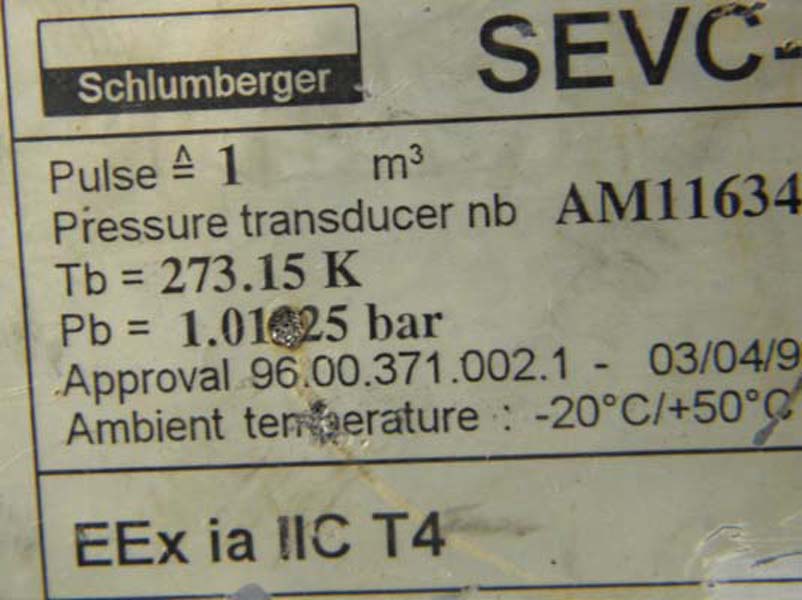 Schlumberger
SEVC-
Pulse ≙ 1 m³
Pressure transducer nb AM11634
Tb = 273.15 K
Pb = bar
Approval 96.00.371.002.1 - 03/04/9
Ambient temperature : -20°C/+50°C
EEx ia IIC T4